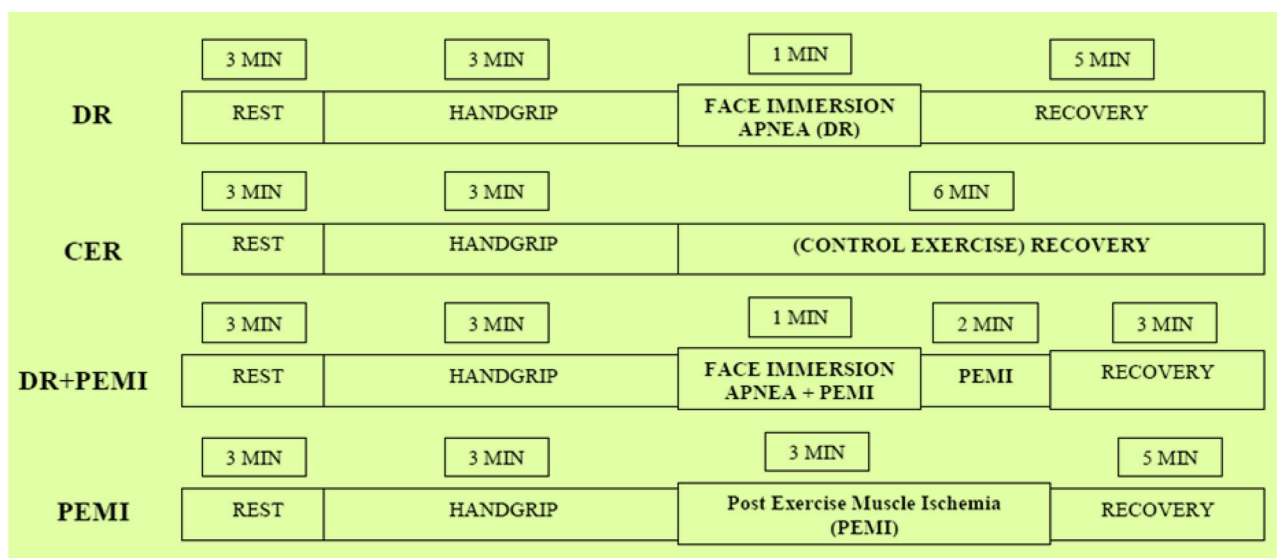 3 MIN 3 MIN 1 MIN 5 MIN
DR REST HANDGRIP FACE IMMERSION RECOVERY
APNEA (DR)
3 MIN 3 MIN 6 MIN
CER REST HANDGRIP (CONTROL EXERCISE) RECOVERY
3 MIN 3 MIN 1 MIN 2 MIN 3 MIN
DR+PEMI REST HANDGRIP FACE IMMERSION PEMI RECOVERY
APNEA + PEMI
3 MIN 3 MIN 3 MIN 5 MIN
PEMI REST HANDGRIP Post Exercise Muscle Ischemia RECOVERY
(PEMI)